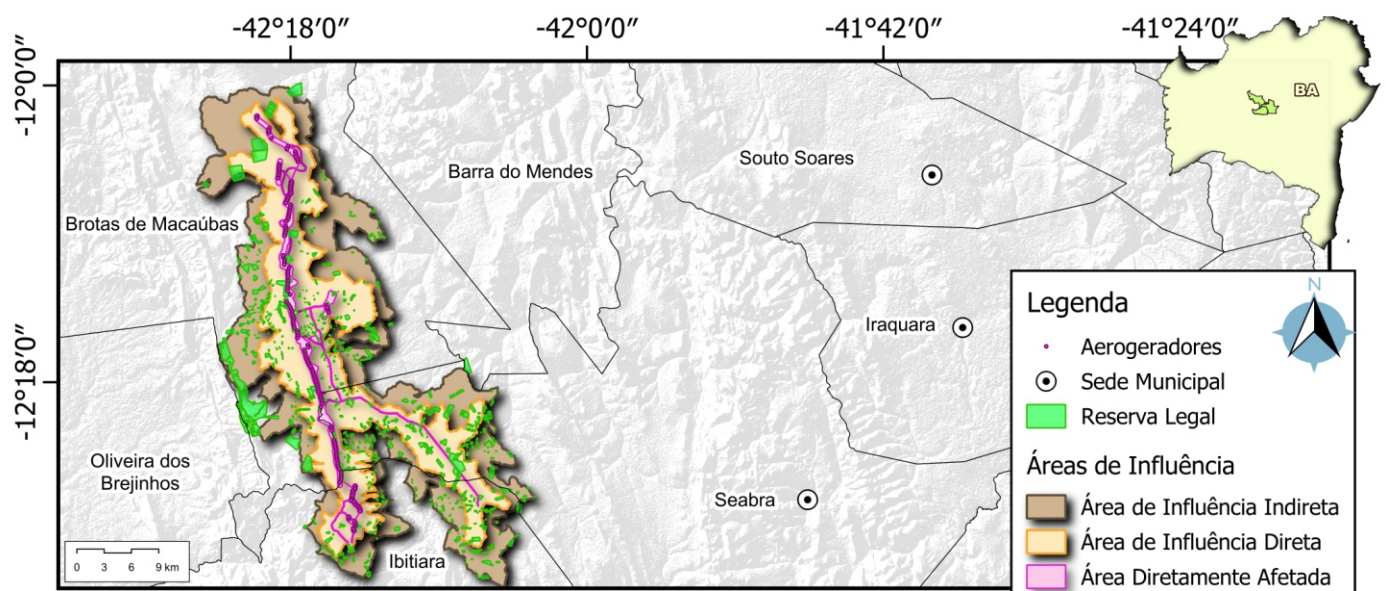 -42°18′0″
-42°0′0″
-41°42′0″
-41°24′0″
-12°0′0″
-12°18′0″
BA
Souto Soares
Barra do Mendes
Brotas de Macaúbas
Iraquara
Oliveira dos
Brejinhos
Seabra
Ibitiara
0 3 6 9 km
N
Legenda
Aerogeradores
Sede Municipal
Reserva Legal
Áreas de Influência
Área de Influência Indireta
Área de Influência Direta
Área Diretamente Afetada